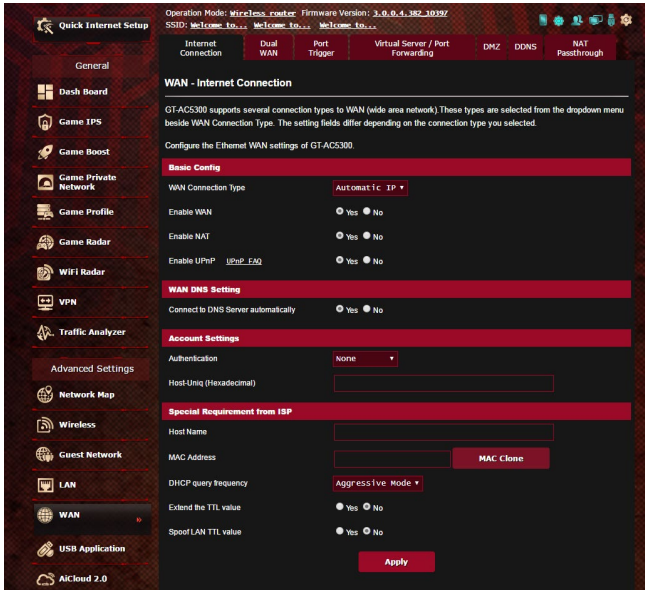 Quick Internet Setup
General
Dash Board
Game IPS
Game Boost
Game Private
Network
Game Profile
Game Radar
WiFi Radar
VPN
Traffic Analyzer
Advanced Settings
Network Map
Wireless
Guest Network
LAN
WAN
USB Application
AiCloud 2.0
Operation Mode: Wireless router Firmware Version: 3.0.0.4.382_10397
SSID: Welcome to... Welcome to... Welcome to...
Internet
Connection
Dual
WAN
Port
Trigger
Virtual Server / Port
Forwarding
DMZ
DDNS
NAT
Passthrough
WAN - Internet Connection
GT-AC5300 supports several connection types to WAN (wide area network).These types are selected from the dropdown menu
beside WAN Connection Type. The setting fields differ depending on the connection type you selected.
Configure the Ethernet WAN settings of GT-AC5300.
Basic Config
WAN Connection Type Automatic IP
Enable WAN Yes No
Enable NAT Yes No
Enable UPnP UPnP FAQ Yes No
WAN DNS Setting
Connect to DNS Server automatically Yes No
Account Settings
Authentication None
Host-Uniq (Hexadecimal)
Special Requirement from ISP
Host Name
MAC Address MAC Clone
DHCP query frequency Aggressive Mode
Extend the TTL value Yes No
Spoof LAN TTL value Yes No
Apply